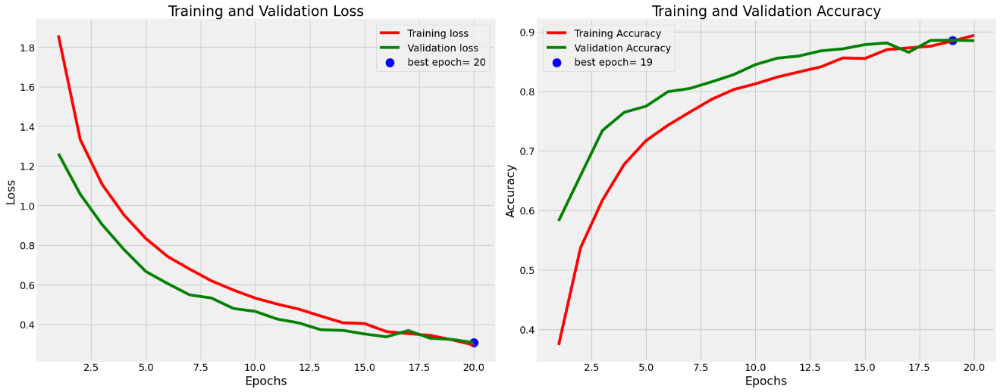 Training and Validation Loss
Training loss
Validation loss
best epoch= 20
1.8
1.6
1.4
1.2
1.0
0.8
0.6
0.4
Loss
2.5 5.0 7.5 10.0 12.5 15.0 17.5 20.0
Epochs
Training and Validation Accuracy
Training Accuracy
Validation Accuracy
best epoch= 19
0.9
0.8
0.7
0.6
0.5
0.4
Accuracy
2.5 5.0 7.5 10.0 12.5 15.0 17.5 20.0
Epochs